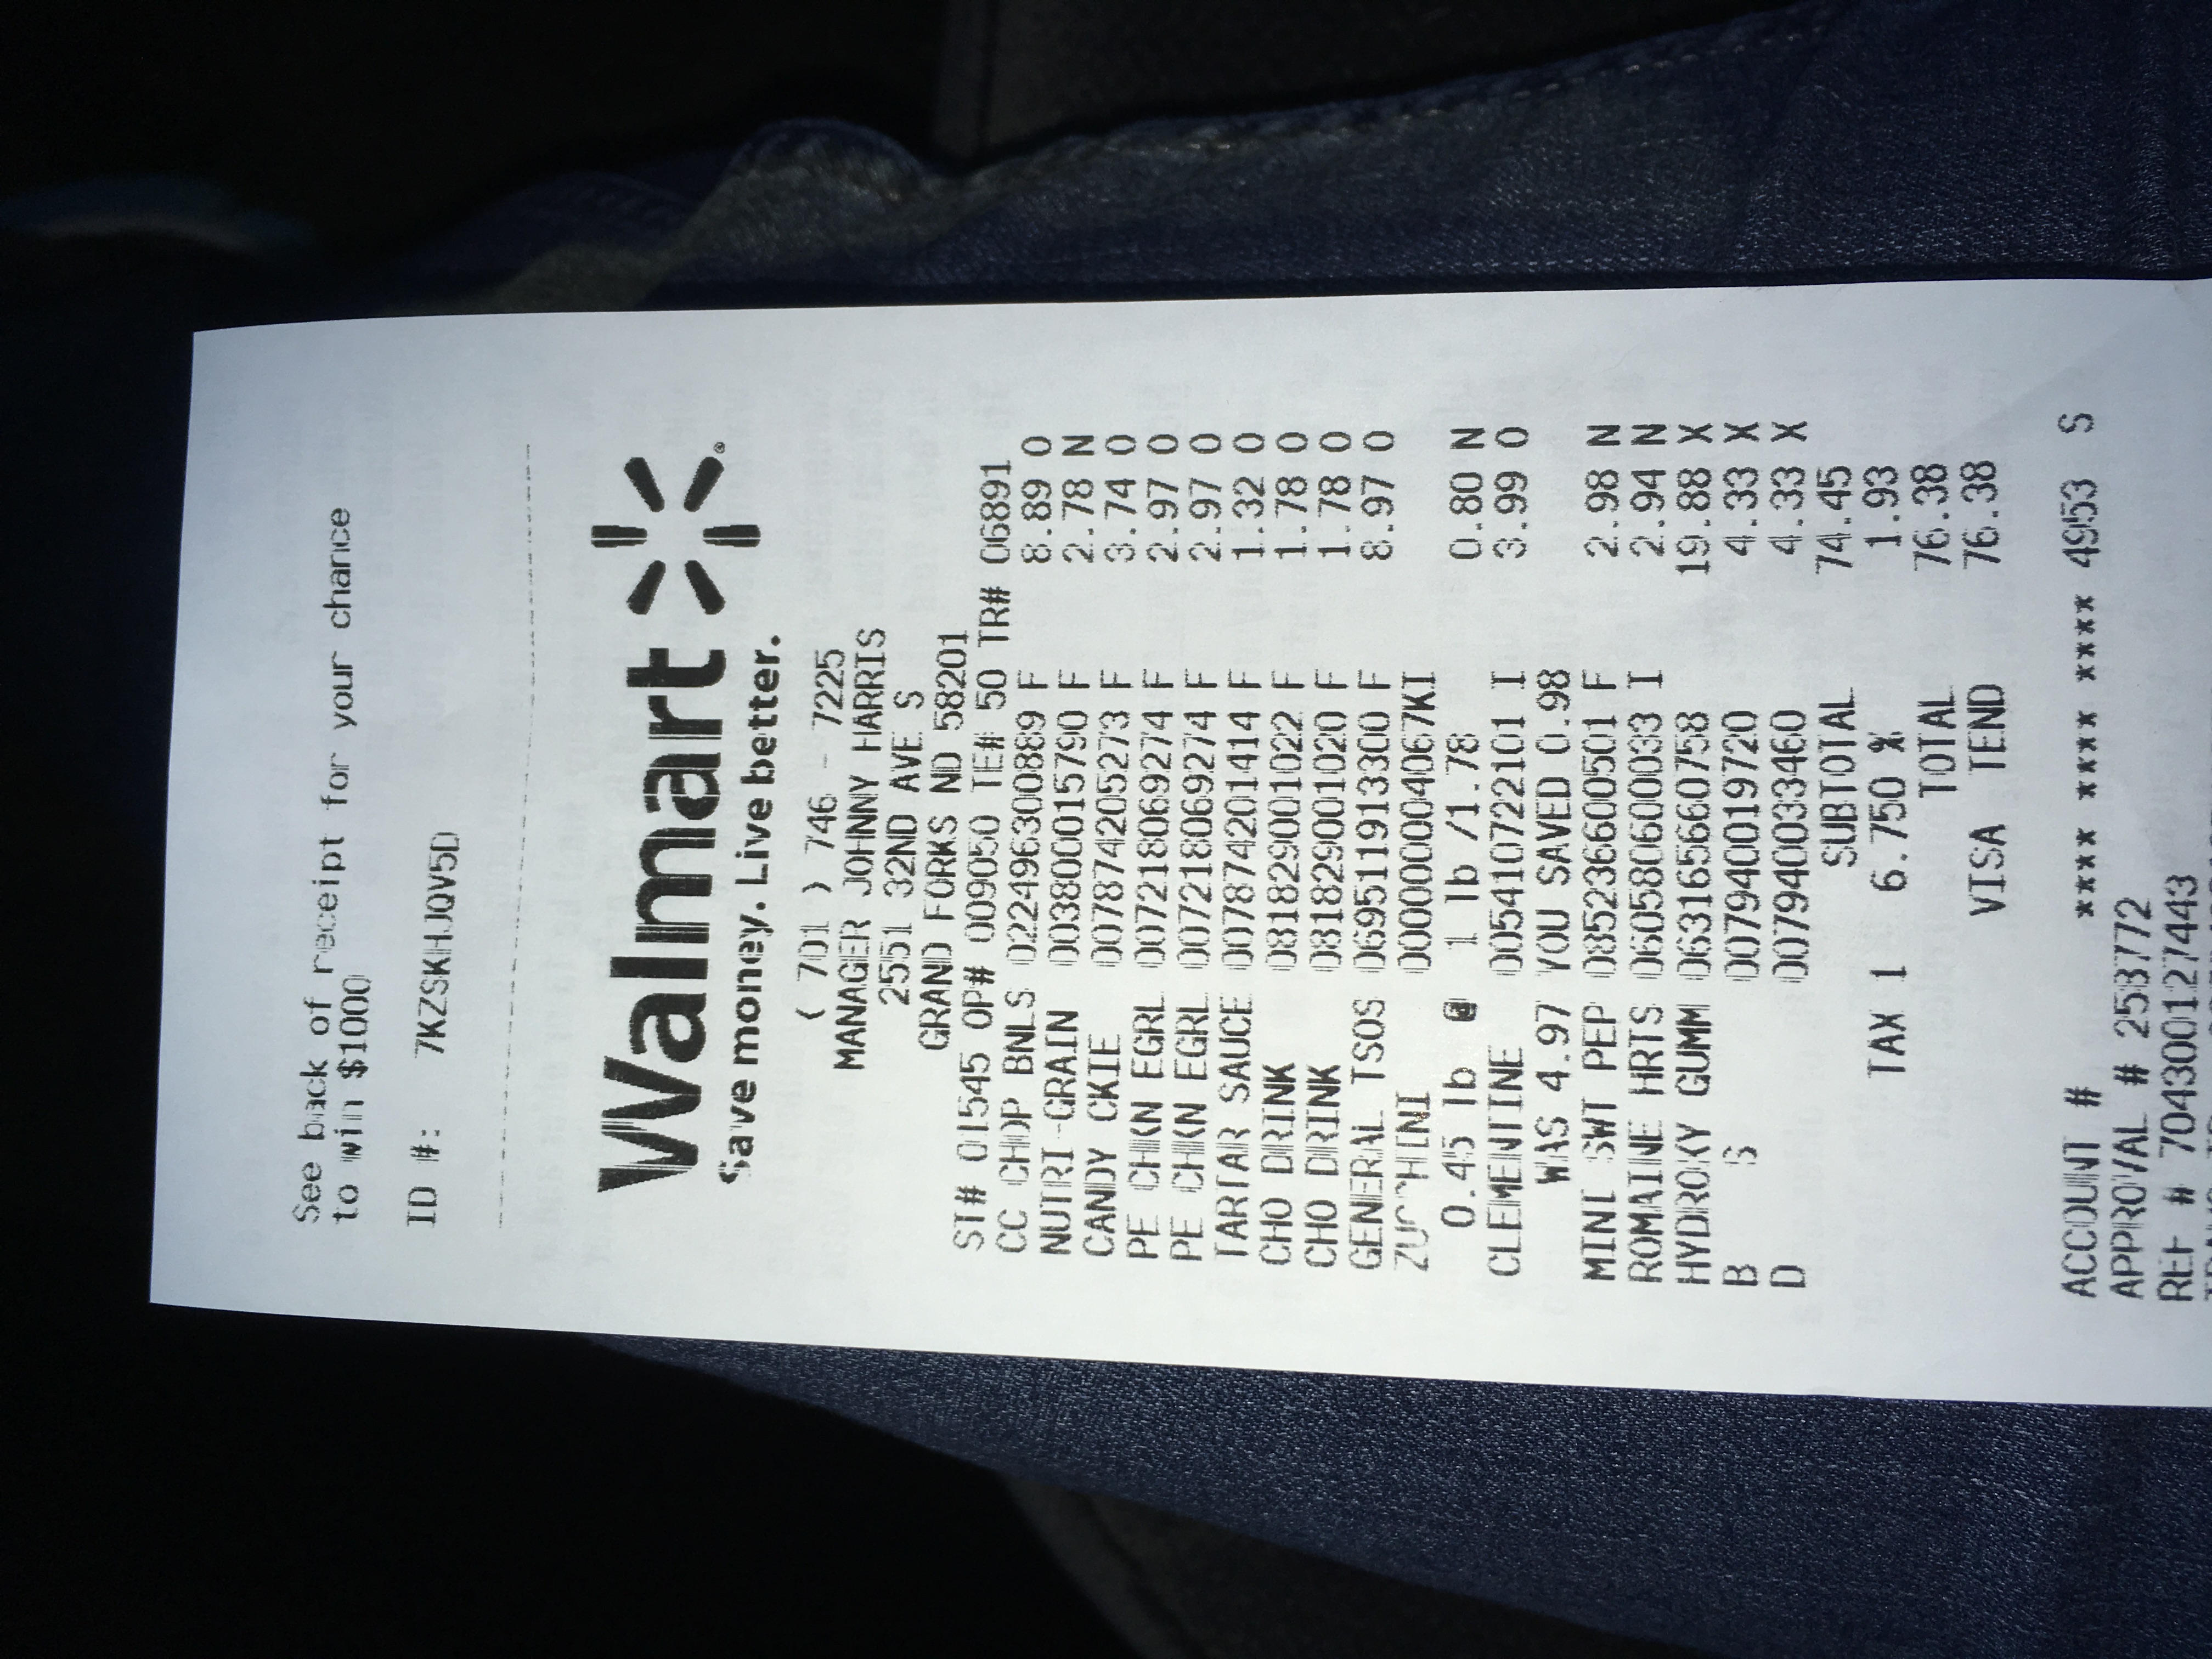 See back of receipt for your chance
to win $1000
ID #: 7KZSKHJQV5D
Walmart
Save money. Live better.
( 701 ) 746 - 7225
MANAGER JOHNNY HARRIS
2551 32ND AVE S
GRAND FORKS ND 58201
ST# 01545 OP# 009050 TE# 50 TR# 06891
CC CHOP BNLS 022496300889 F 8.89 O
NUTRI-GRAIN 003800015790 F 2.78 N
CANDY CKIE 007874205273 F 3.74 O
PE CHKN EGRL 007218069274 F 2.97 O
PE CHKN EGRL 007218069274 F 2.97 O
TARTAR SAUCE 007874201414 F 1.32 O
CHO DRINK 081829001022 F 1.78 O
CHO DRINK 081829001020 F 1.78 O
GENERAL TSOS 069511913300 F 8.97 O
ZUCCHINI 000000004067KI
0.45 lb @ 1 lb /1.78 0.80 N
CLEMENTINE 005410722101 I 3.99 O
WAS 4.97 YOU SAVED 0.98
MINI SWT PEP 085236600501 F 2.98 N
ROMAINE HRTS 060580600033 I 2.94 N
HYDROXY GUMM 063165660758 19.88 X
B S 007940019720 4.33 X
D 007940033460 4.33 X
SUBTOTAL 74.45
TAX 1 6.750 % 1.93
TOTAL 76.38
VISA TEND 76.38
ACCOUNT # **** **** **** 4953 S
APPROVAL # 258772
REF # 704300127443